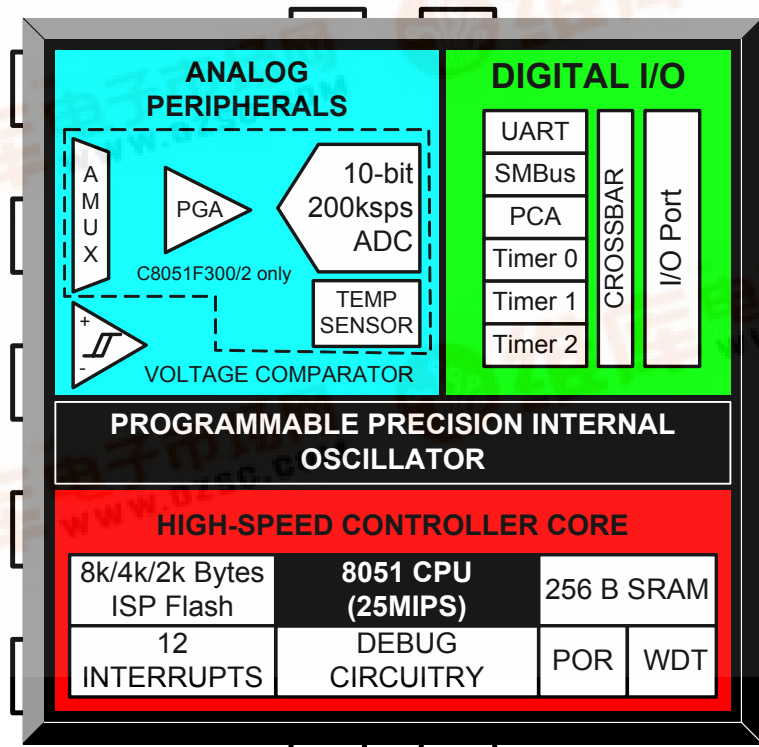 ANALOG
PERIPHERALS
A
M
U
X
PGA
10-bit
200ksps
ADC
C8051F300/2 only
TEMP
SENSOR
+
-
VOLTAGE COMPARATOR
DIGITAL I/O
UART
SMBus
PCA
Timer 0
Timer 1
Timer 2
CROSSBAR
I/O Port
PROGRAMMABLE PRECISION INTERNAL
OSCILLATOR
HIGH-SPEED CONTROLLER CORE
8k/4k/2k Bytes
ISP Flash
8051 CPU
(25MIPS)
256 B SRAM
12
INTERRUPTS
DEBUG
CIRCUITRY
POR
WDT